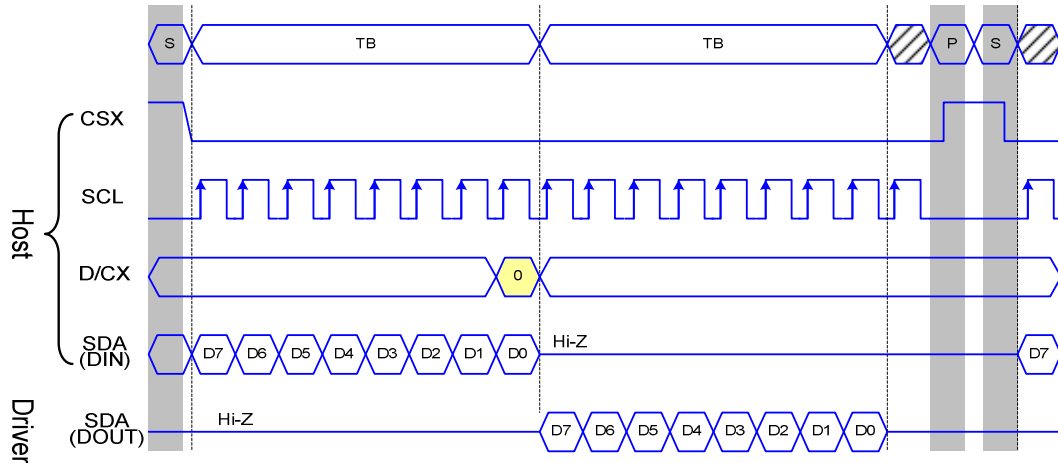 S TB TB P S
CSX
SCL
D/CX 0
SDA
(DIN) D7 D6 D5 D4 D3 D2 D1 D0 Hi-Z D7
SDA
(DOUT) Hi-Z D7 D6 D5 D4 D3 D2 D1 D0
Host
Driver